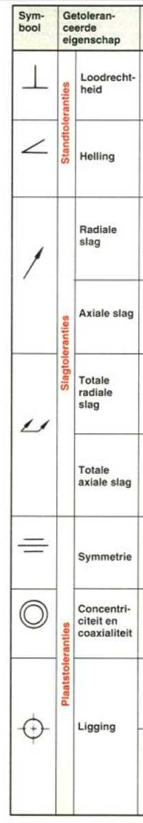 Sym-
bool
Getoleran-
ceerde
eigenschap
Standtoleranties
Loodrecht-
heid
Helling
Slagtoleranties
Radiale
slag
Axiale slag
Totale
radiale
slag
Totale
axiale slag
Plaatstoleranties
Symmetrie
Concentri-
citeit en
coaxialiteit
Ligging